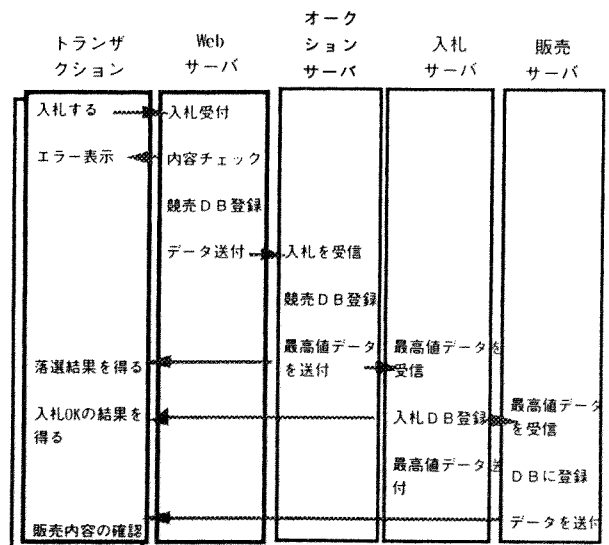 トランザ
クション
Web
サーバ
オーク
ション
サーバ
入札
サーバ
販売
サーバ
入札する
入札受付
エラー表示
内容チェック
競売ＤＢ登録
データ送付
入札を受信
競売ＤＢ登録
落選結果を得る
最高値データ
を送付
最高値データを
受信
入札OKの結果を
得る
入札ＤＢ登録
最高値データ
を受信
最高値データ送
付
ＤＢに登録
販売内容の確認
データを送付